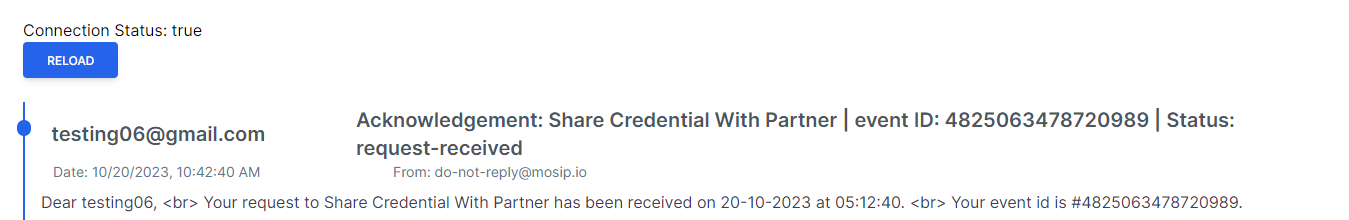 Connection Status: true
RELOAD
testing06@gmail.com
Acknowledgement: Share Credential With Partner | event ID: 4825063478720989 | Status:
request-received
Date: 10/20/2023, 10:42:40 AM
From: do-not-reply@mosip.io
Dear testing06, <br> Your request to Share Credential With Partner has been received on 20-10-2023 at 05:12:40. <br> Your event id is #4825063478720989.